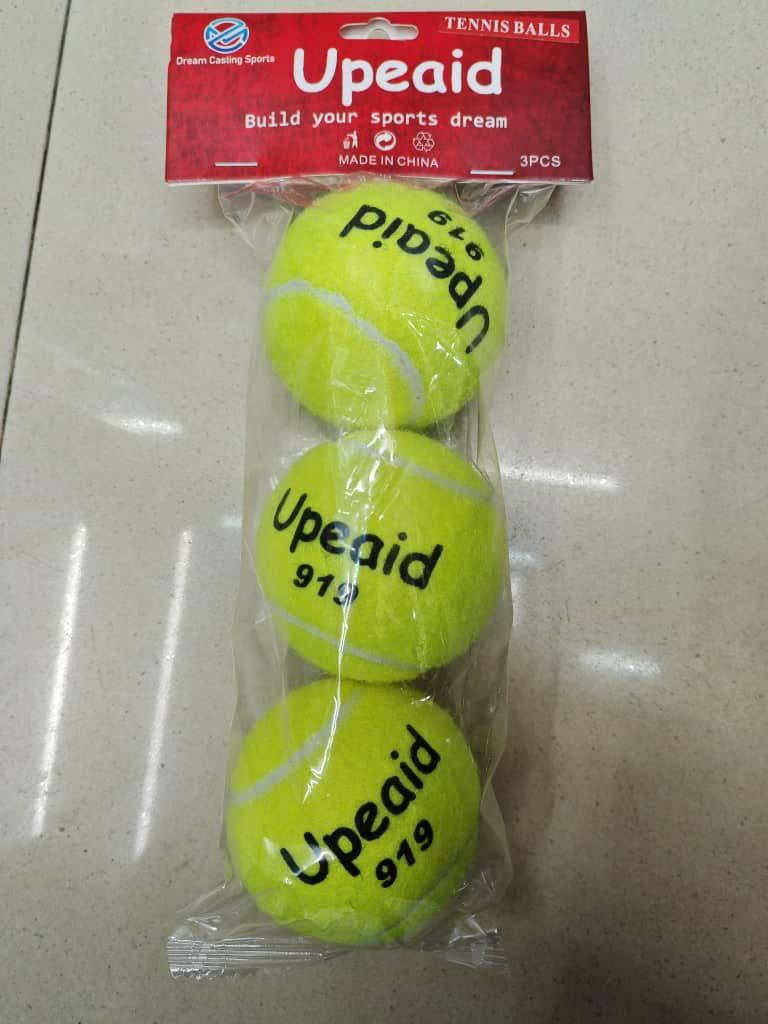 TENNIS BALLS
Dream Casting Sports
Upeaid
Build your sports dream
MADE IN CHINA
3PCS
Upeaid
919
Upeaid
919
Upeaid
919